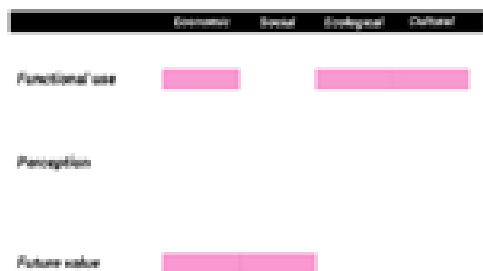 Economic Social Ecological Cultural
Functional use
Perception
Future value